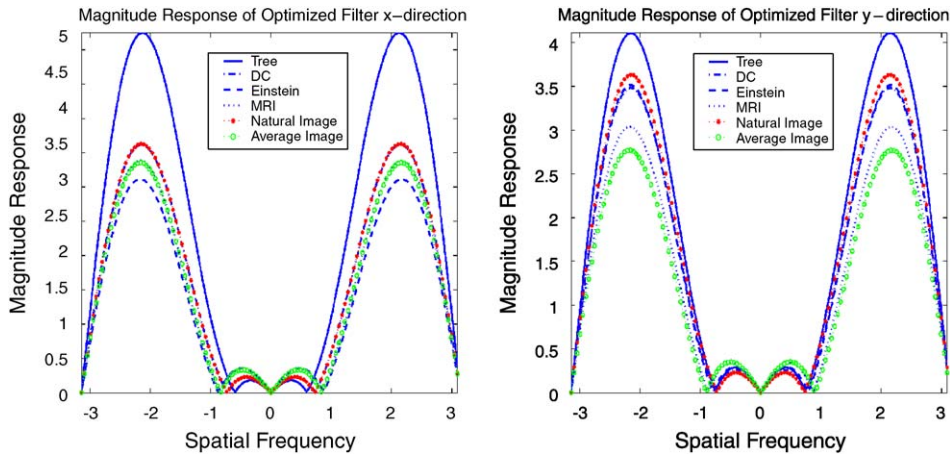 Magnitude Response of Optimized Filter x-direction
5
4.5
4
3.5
3
2.5
2
1.5
1
0.5
0
Magnitude Response
Tree
DC
Einstein
MRI
Natural Image
Average Image
-3
-2
-1
0
1
2
3
Spatial Frequency
Magnitude Response of Optimized Filter y-direction
4
3.5
3
2.5
2
1.5
1
0.5
0
Magnitude Response
Tree
DC
Einstein
MRI
Natural Image
Average Image
-3
-2
-1
0
1
2
3
Spatial Frequency